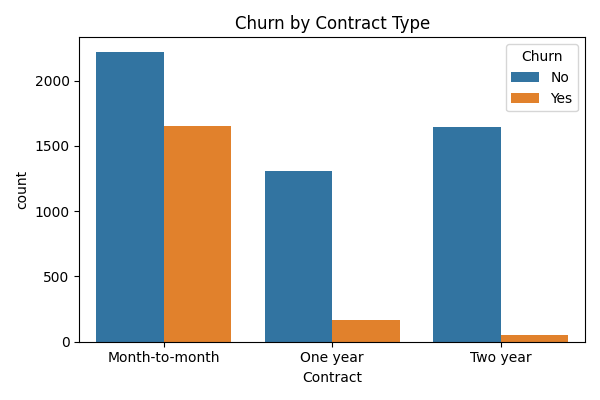 Churn by Contract Type
Churn
No
Yes
count
2000
1500
1000
500
0
Month-to-month
One year
Two year
Contract